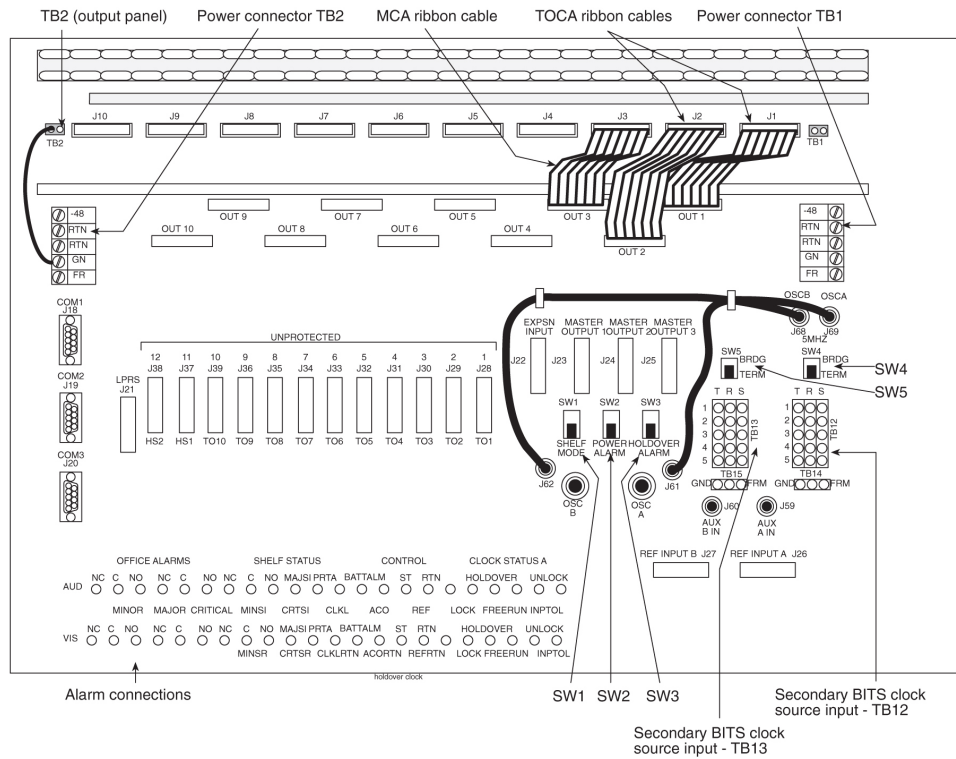 TB2 (output panel) Power connector TB2 MCA ribbon cable TOCA ribbon cables Power connector TB1
J10 J9 J8 J7 J6 J5 J4 J3 J2 J1
TB2 TB1
OUT 9 OUT 7 OUT 5 OUT 3 OUT 1
OUT 10 OUT 8 OUT 6 OUT 4 OUT 2
-48
RTN
RTN
GN
FR
-48
RTN
RTN
GN
FR
COM1
J18
COM2
J19
COM3
J20
OSCB OSCA
J68 J69
5MHZ
UNPROTECTED
12 11 10 9 8 7 6 5 4 3 2 1
J38 J37 J39 J36 J35 J34 J33 J32 J31 J30 J29 J28
LPRS
J21
HS2 HS1 TO10 TO9 TO8 TO7 TO6 TO5 TO4 TO3 TO2 TO1
EXPSN INPUT MASTER OUTPUT 1 MASTER OUTPUT 2 MASTER OUTPUT 3
J22 J23 J24 J25
SW1 SW2 SW3
SHELF MODE POWER ALARM HOLDOVER ALARM
J62 J61
OSC B OSC A
SW5 BRDG TERM SW4 BRDG TERM
SW4
SW5
T R S T R S
1 1
2 2
3 3
4 4
5 5
TB13 TB12
TB15 TB14
GND FRM GND FRM
J60 J59
AUX B IN AUX A IN
REF INPUT B J27 REF INPUT A J26
OFFICE ALARMS SHELF STATUS CONTROL CLOCK STATUS A
NC C NO NC C NO NC C NO MAJSI PRTA BATTALM ST RTN HOLDOVER UNLOCK
AUD
MINOR MAJOR CRITICAL MINSI CRTSI CLKL ACO REF LOCK FREERUN INPTOL
NC C NO NC C NO NC C NO MAJSI PRTA BATTALM ST RTN HOLDOVER UNLOCK
VIS
MINSR CRTSR CLKLRTN ACORTN REFRTN LOCK FREERUN INPTOL
holdover clock
Alarm connections SW1 SW2 SW3
Secondary BITS clock
source input - TB12
Secondary BITS clock
source input - TB13